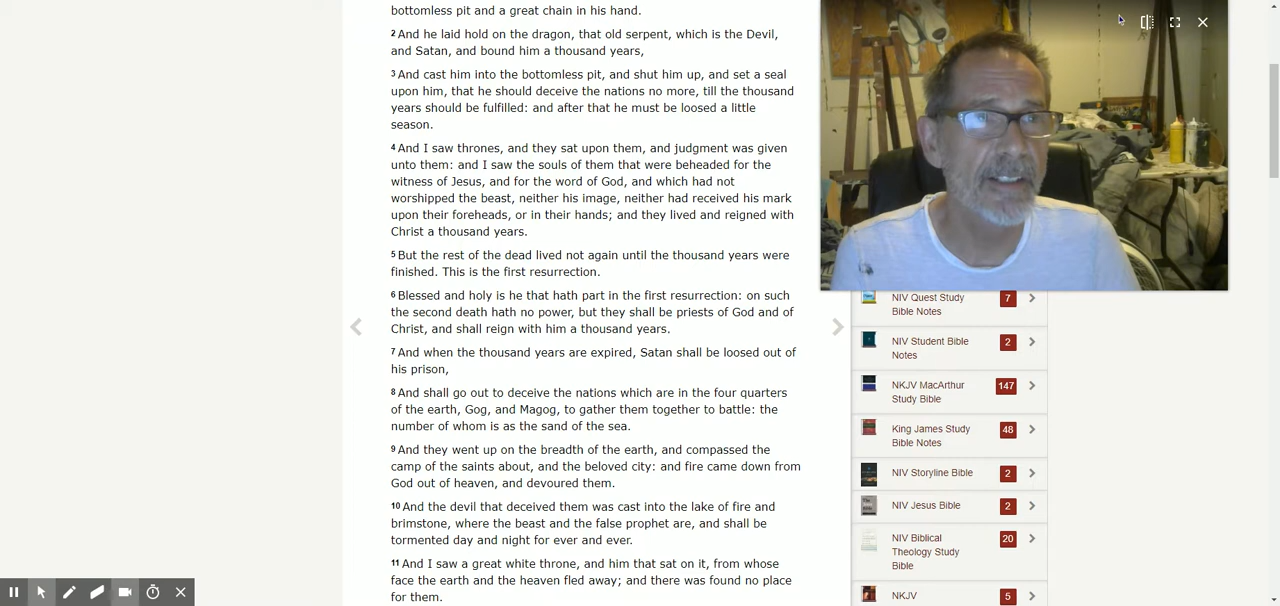 bottomless pit and a great chain in his hand.
2 And he laid hold on the dragon, that old serpent, which is the Devil,
and Satan, and bound him a thousand years,
3 And cast him into the bottomless pit, and shut him up, and set a seal
upon him, that he should deceive the nations no more, till the thousand
years should be fulfilled: and after that he must be loosed a little
season.
4 And I saw thrones, and they sat upon them, and judgment was given
unto them: and I saw the souls of them that were beheaded for the
witness of Jesus, and for the word of God, and which had not
worshipped the beast, neither his image, neither had received his mark
upon their foreheads, or in their hands; and they lived and reigned with
Christ a thousand years.
5 But the rest of the dead lived not again until the thousand years were
finished. This is the first resurrection.
6 Blessed and holy is he that hath part in the first resurrection: on such
the second death hath no power, but they shall be priests of God and of
Christ, and shall reign with him a thousand years.
7 And when the thousand years are expired, Satan shall be loosed out of
his prison,
8 And shall go out to deceive the nations which are in the four quarters
of the earth, Gog, and Magog, to gather them together to battle: the
number of whom is as the sand of the sea.
9 And they went up on the breadth of the earth, and compassed the
camp of the saints about, and the beloved city: and fire came down from
God out of heaven, and devoured them.
10 And the devil that deceived them was cast into the lake of fire and
brimstone, where the beast and the false prophet are, and shall be
tormented day and night for ever and ever.
11 And I saw a great white throne, and him that sat on it, from whose
face the earth and the heaven fled away; and there was found no place
for them.
NIV Quest Study 7
Bible Notes
NIV Student Bible 2
Notes
NKJV MacArthur 147
Study Bible
King James Study 48
Bible Notes
NIV Storyline Bible 2
NIV Jesus Bible 2
NIV Biblical 20
Theology Study
Bible
NKJV 5